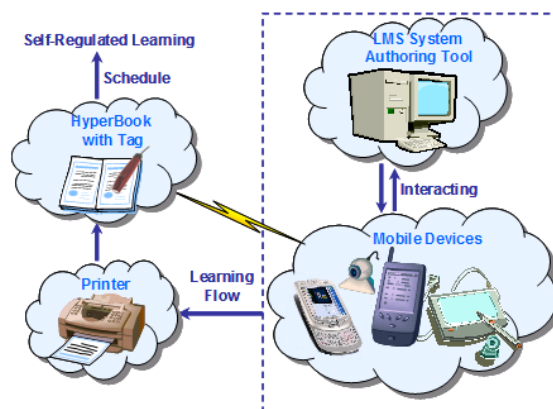 Self-Regulated Learning
Schedule
HyperBook
with Tag
Printer
Learning
Flow
LMS System
Authoring Tool
Interacting
Mobile Devices